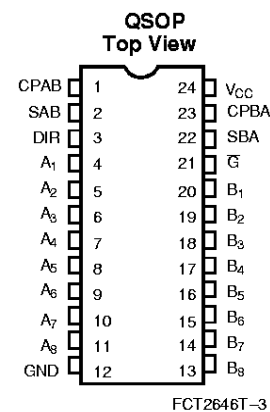 QSOP
Top View
CPAB 1 24 VCC
SAB 2 23 CPBA
DIR 3 22 SBA
A1 4 21 G̅
A2 5 20 B1
A3 6 19 B2
A4 7 18 B3
A5 8 17 B4
A6 9 16 B5
A7 10 15 B6
A8 11 14 B7
GND 12 13 B8
FCT2646T–3